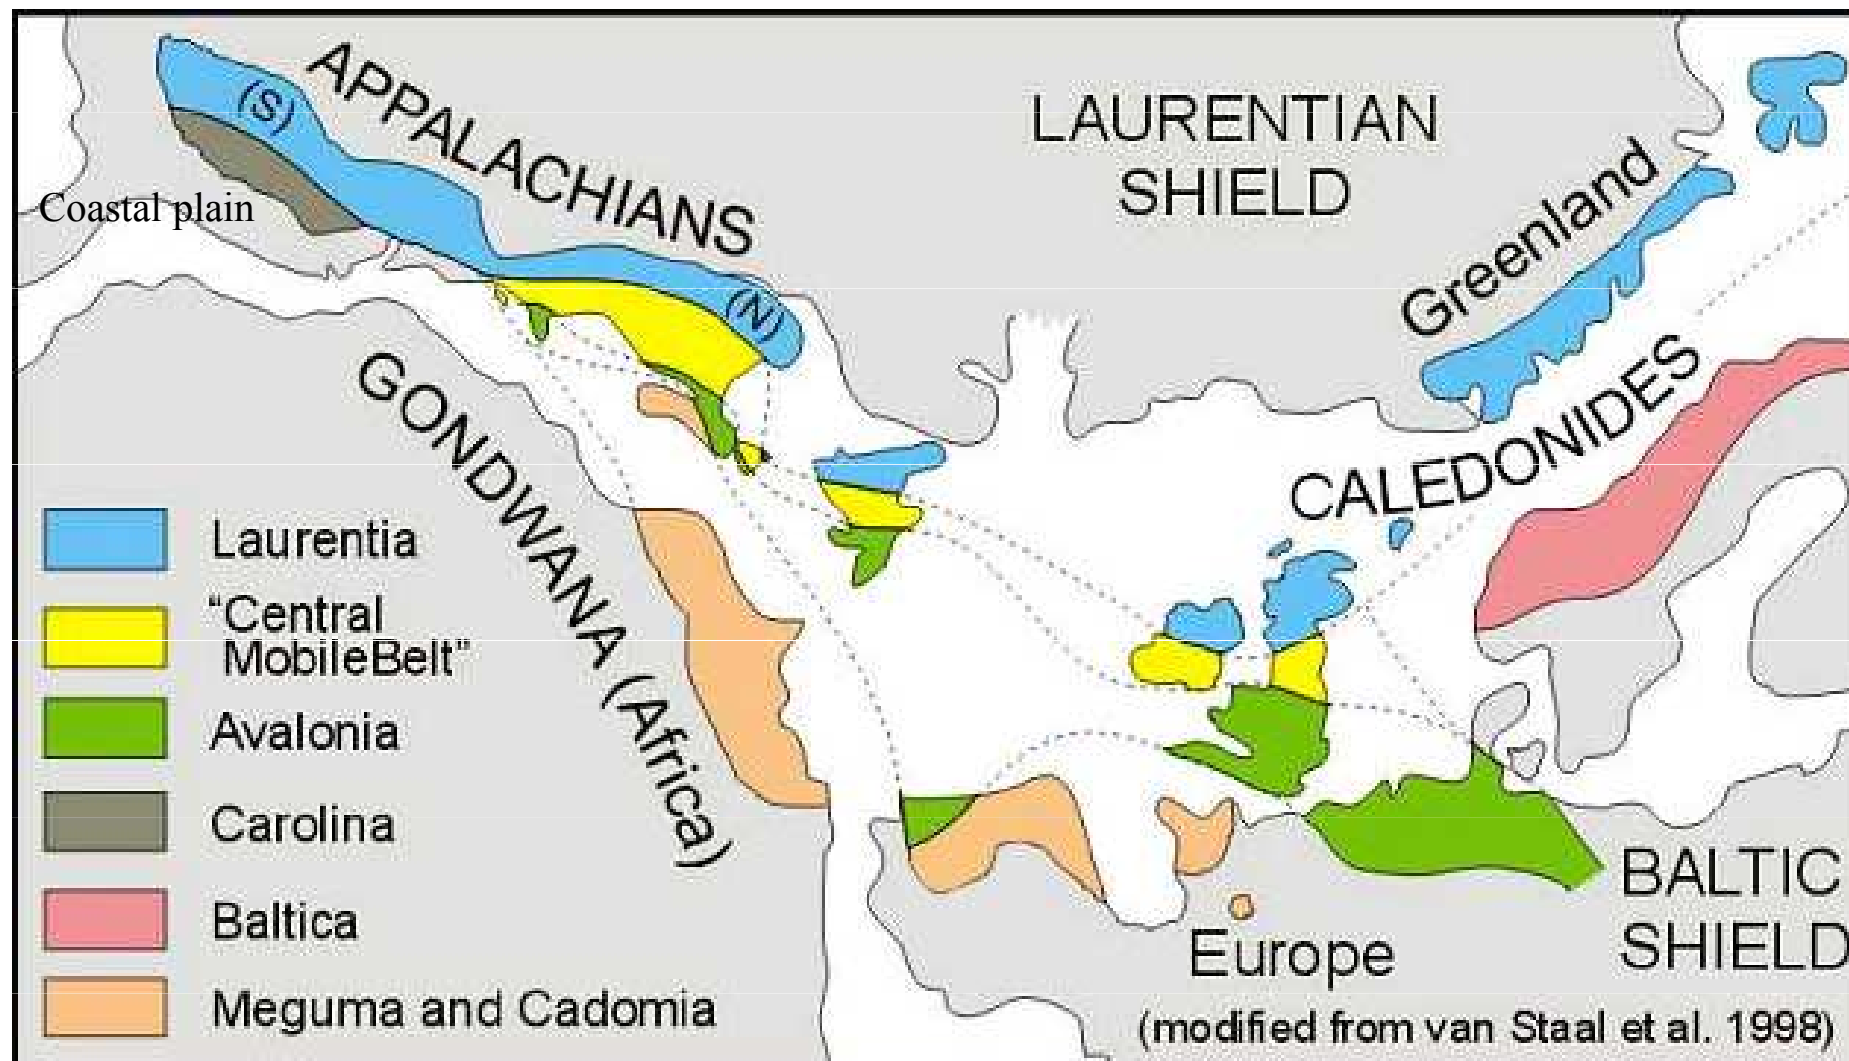 APPALACHIANS
(S)
(N)
LAURENTIAN
SHIELD
Greenland
Coastal plain
GONDWANA (Africa)
CALEDONIDES
Laurentia
“Central
MobileBelt”
Avalonia
Carolina
Baltica
Meguma and Cadomia
BALTIC
SHIELD
Europe
(modified from van Staal et al. 1998)